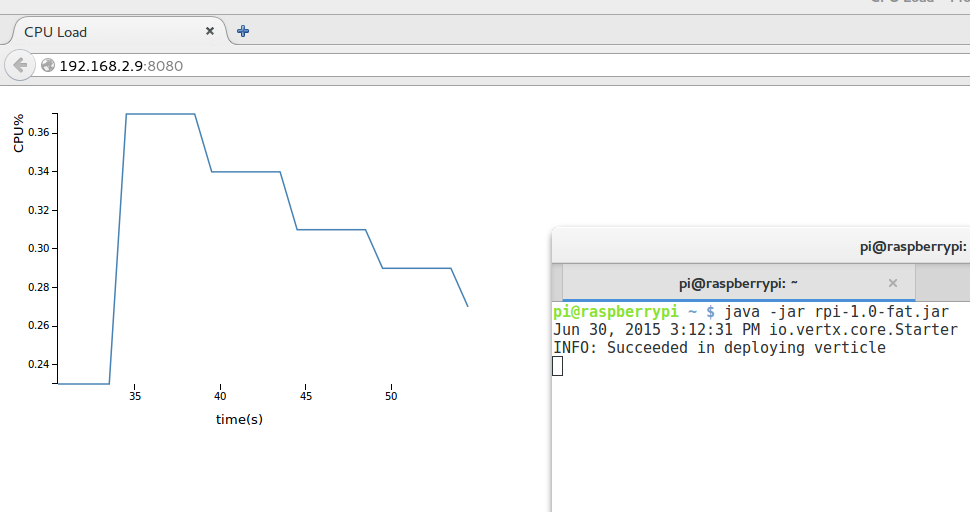 CPU Load
192.168.2.9:8080
CPU%
0.36
0.34
0.32
0.30
0.28
0.26
0.24
35 40 45 50
time(s)
pi@raspberrypi:
pi@raspberrypi: ~
pi@raspberrypi ~ $ java -jar rpi-1.0-fat.jar
Jun 30, 2015 3:12:31 PM io.vertx.core.Starter
INFO: Succeeded in deploying verticle